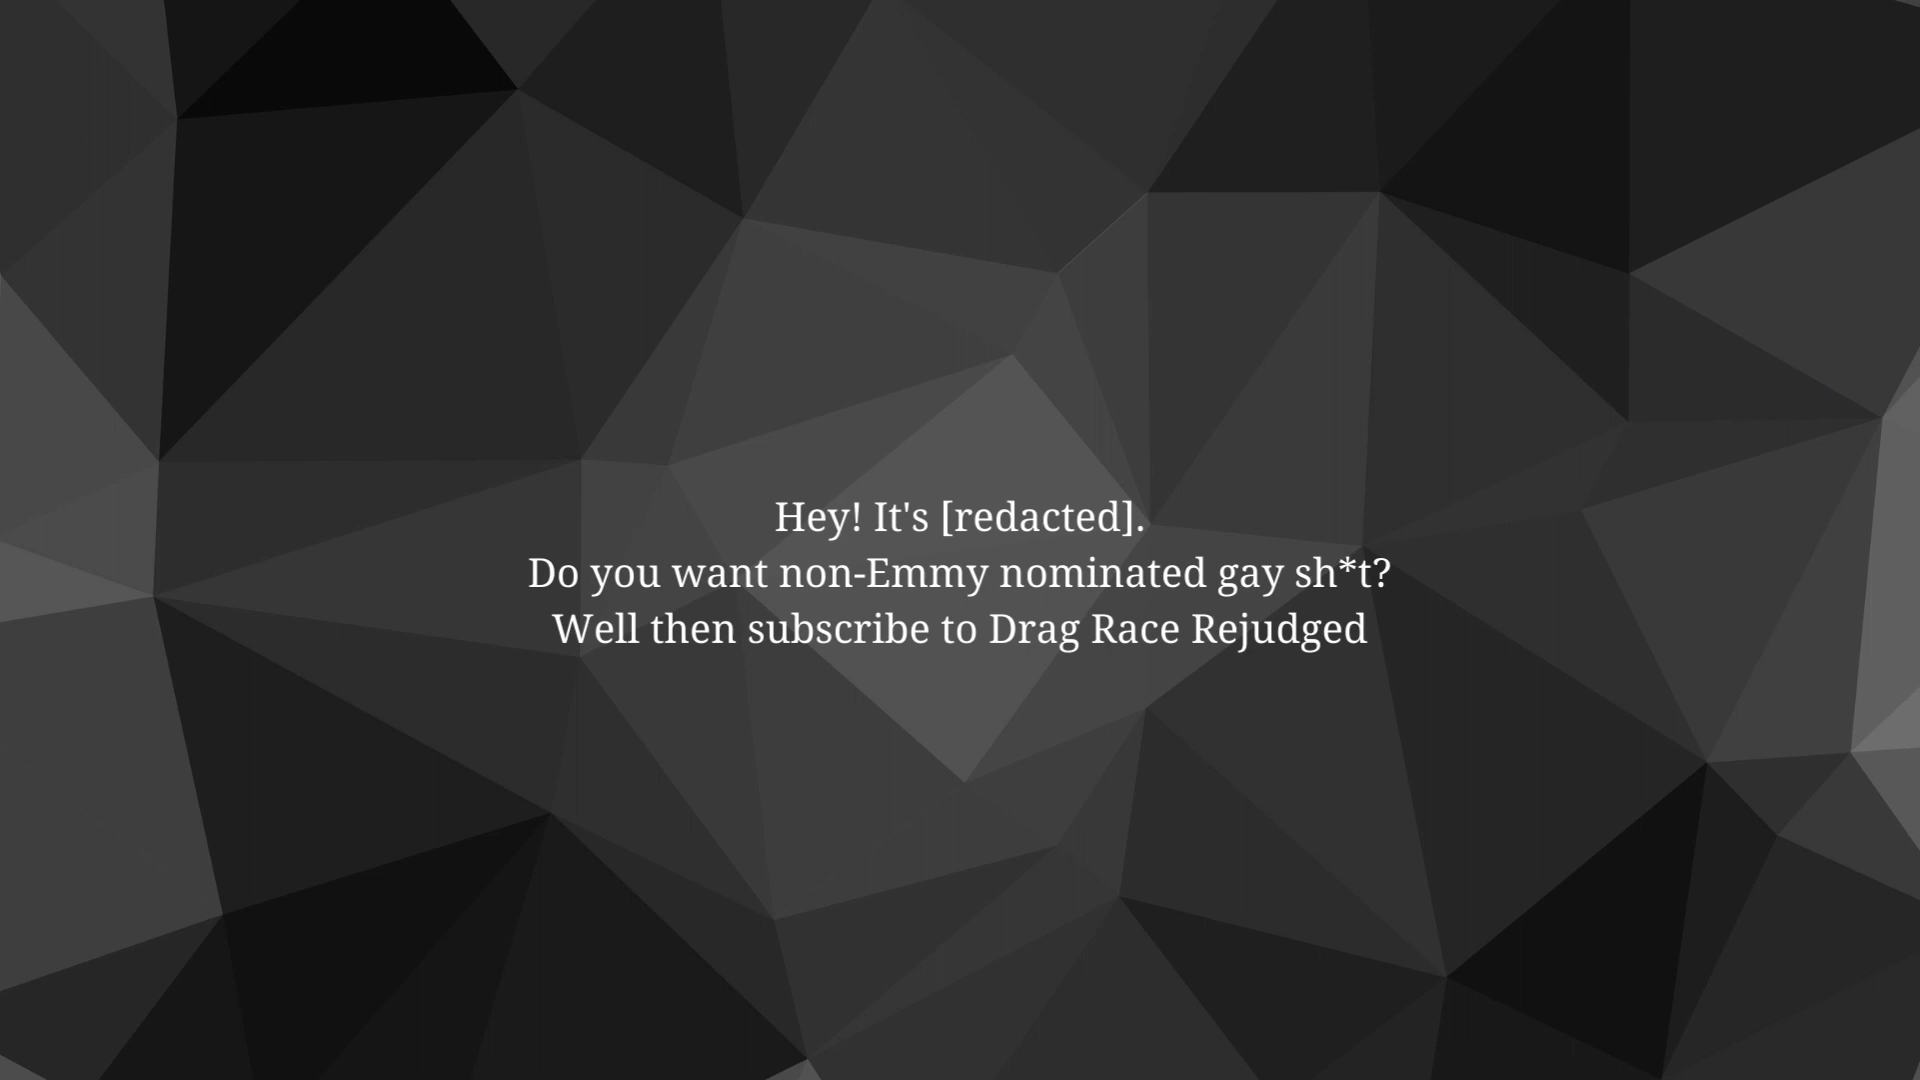 Hey! It's [redacted].
Do you want non-Emmy nominated gay sh*t?
Well then subscribe to Drag Race Rejudged